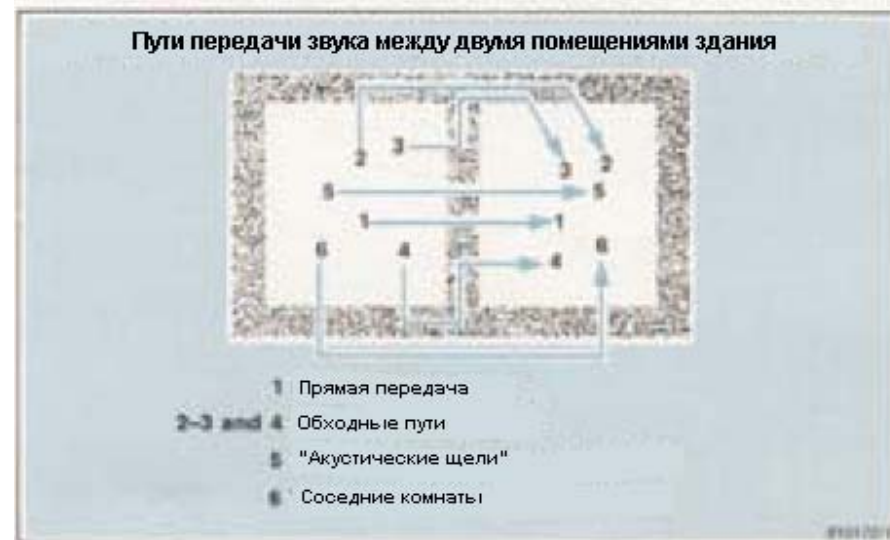 Пути передачи звука между двумя помещениями здания
2 3 3 2
5 5
1 1
6 4 4 6
1 Прямая передача
2-3 and 4 Обходные пути
5 "Акустические щели"
6 Соседние комнаты